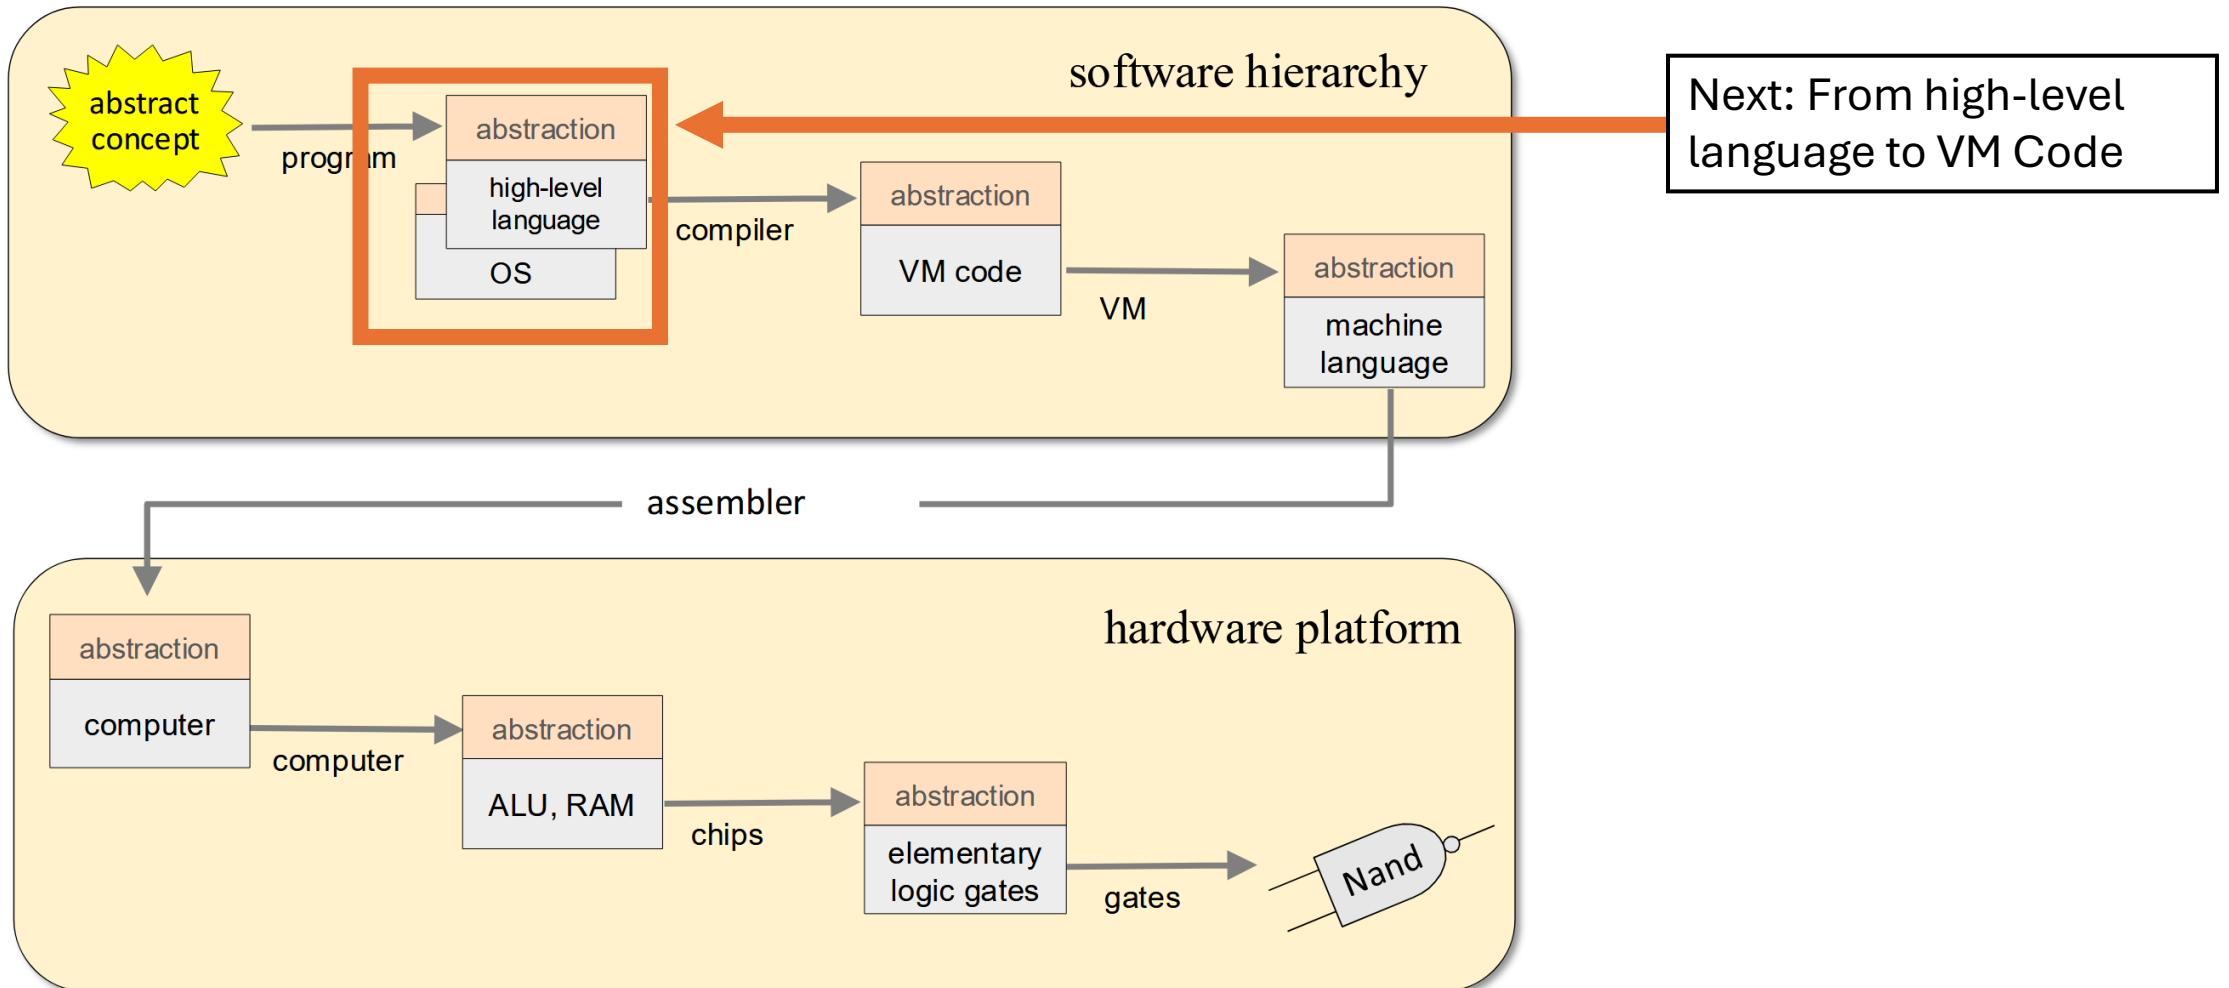 software hierarchy
abstract
concept
program
abstraction
high-level
language
OS
compiler
abstraction
VM code
VM
abstraction
machine
language
Next: From high-level
language to VM Code
assembler
hardware platform
abstraction
computer
computer
abstraction
ALU, RAM
chips
abstraction
elementary
logic gates
gates
Nand